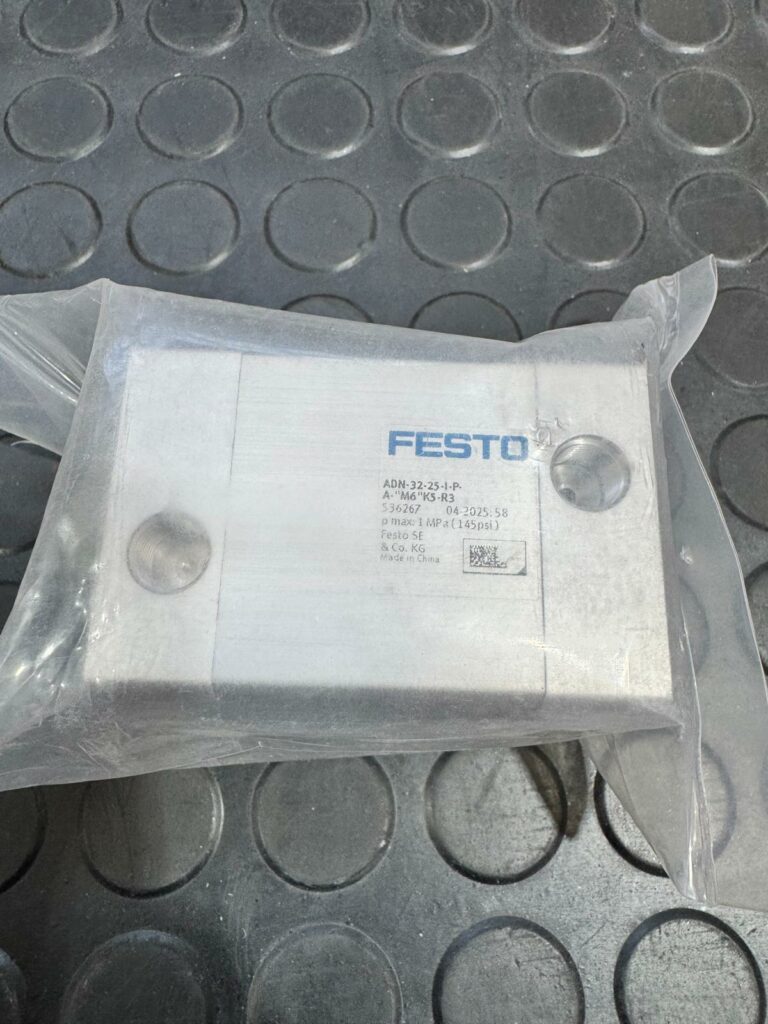 FESTO
ADN-32-25-I-P-
A-"M6"K5-R3
536267 04-2025:58
p max: 1 MPa (145psi)
Festo SE
& Co. KG
Made in China